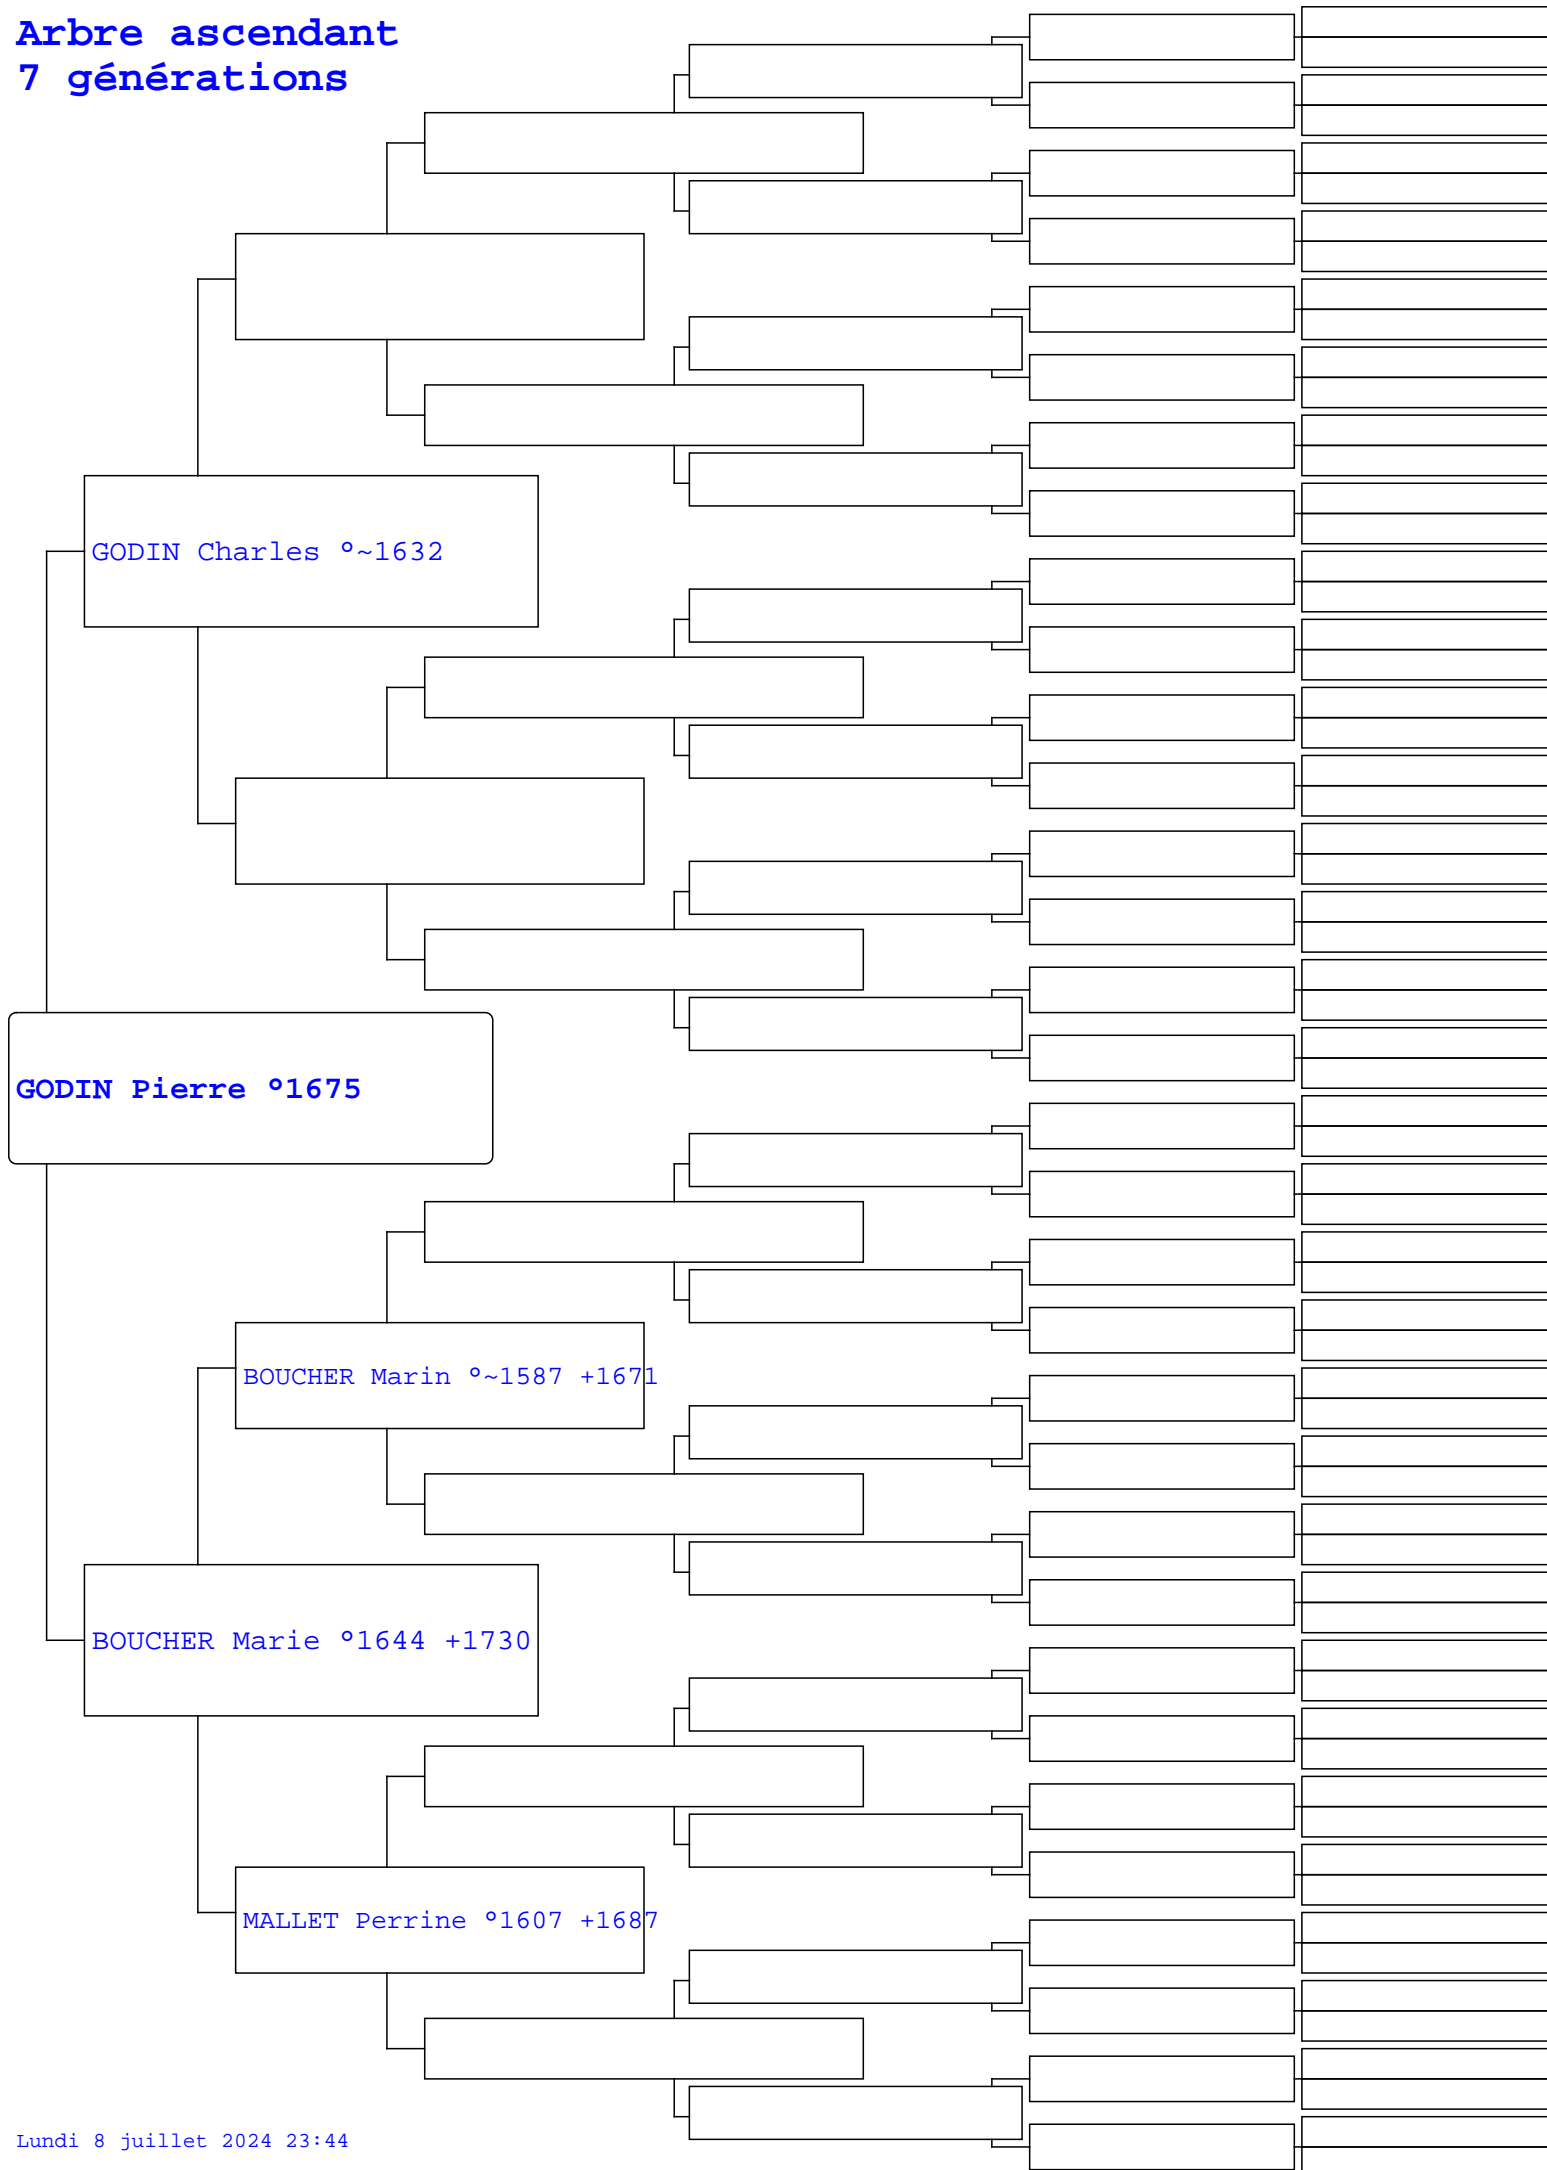 Arbre ascendant
7 générations
GODIN Charles °~1632
GODIN Pierre °1675
BOUCHER Marin °~1587 +1671
BOUCHER Marie °1644 +1730
MALLET Perrine °1607 +1687
Lundi 8 juillet 2024 23:44